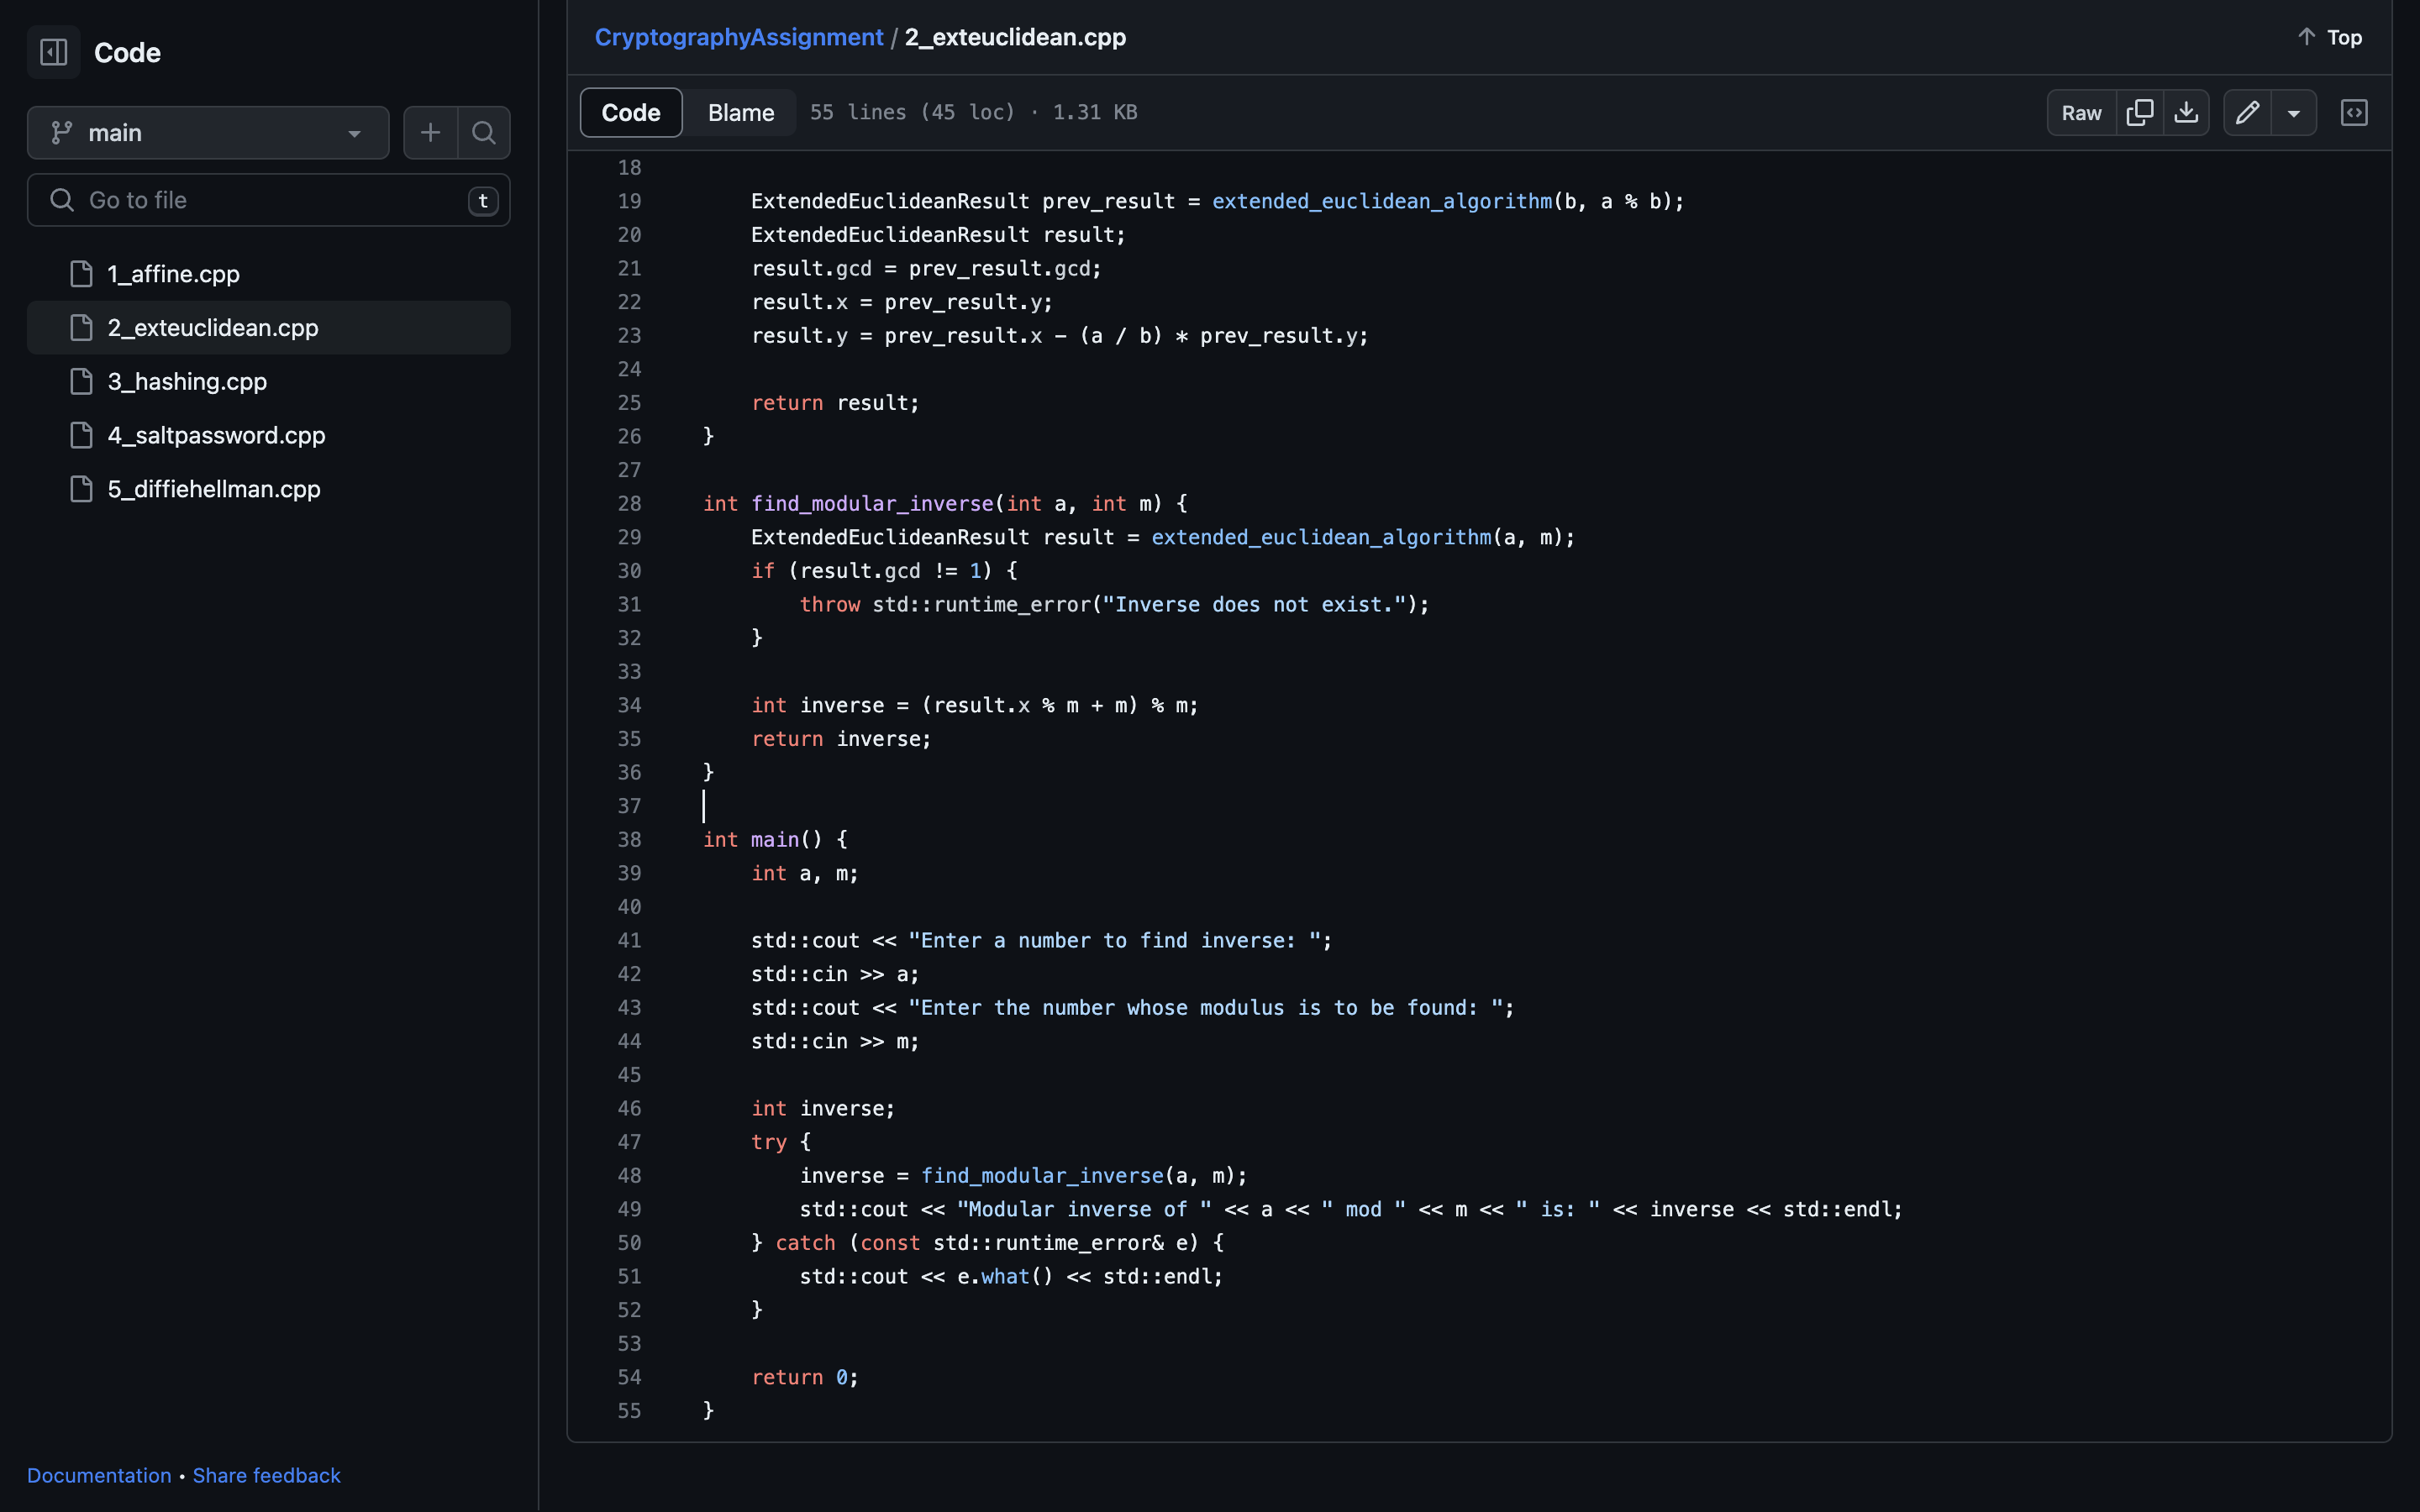 Code
main
Go to file
t
1_affine.cpp
2_exteuclidean.cpp
3_hashing.cpp
4_saltpassword.cpp
5_diffiehellman.cpp
Documentation • Share feedback
CryptographyAssignment / 2_exteuclidean.cpp
Top
Code Blame 55 lines (45 loc) · 1.31 KB
Raw
18
19     ExtendedEuclideanResult prev_result = extended_euclidean_algorithm(b, a % b);
20     ExtendedEuclideanResult result;
21     result.gcd = prev_result.gcd;
22     result.x = prev_result.y;
23     result.y = prev_result.x - (a / b) * prev_result.y;
24
25     return result;
26 }
27
28 int find_modular_inverse(int a, int m) {
29     ExtendedEuclideanResult result = extended_euclidean_algorithm(a, m);
30     if (result.gcd != 1) {
31         throw std::runtime_error("Inverse does not exist.");
32     }
33
34     int inverse = (result.x % m + m) % m;
35     return inverse;
36 }
37
38 int main() {
39     int a, m;
40
41     std::cout << "Enter a number to find inverse: ";
42     std::cin >> a;
43     std::cout << "Enter the number whose modulus is to be found: ";
44     std::cin >> m;
45
46     int inverse;
47     try {
48         inverse = find_modular_inverse(a, m);
49         std::cout << "Modular inverse of " << a << " mod " << m << " is: " << inverse << std::endl;
50     } catch (const std::runtime_error& e) {
51         std::cout << e.what() << std::endl;
52     }
53
54     return 0;
55 }